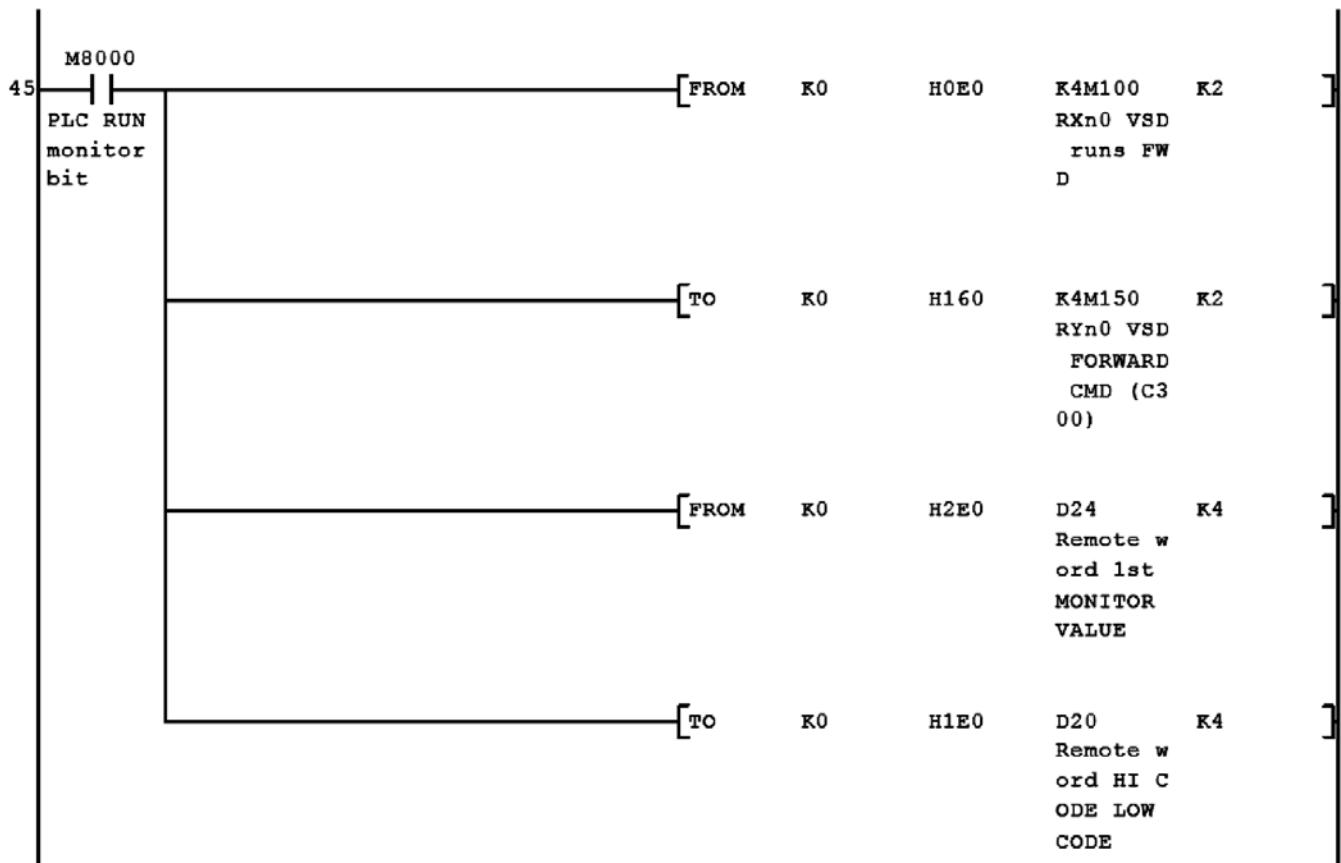 M8000
45
PLC RUN
monitor
bit
[FROM K0 H0E0 K4M100 K2 ]
RXn0 VSD
runs FW
D
[TO K0 H160 K4M150 K2 ]
RYn0 VSD
FORWARD
CMD (C3
00)
[FROM K0 H2E0 D24 K4 ]
Remote w
ord 1st
MONITOR
VALUE
[TO K0 H1E0 D20 K4 ]
Remote w
ord HI C
ODE LOW
CODE